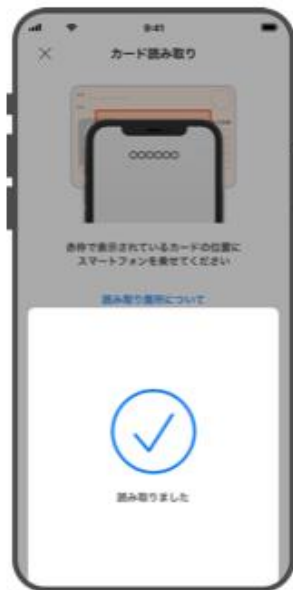 9:41
カード読み取り
○○○○○○
赤枠で表示されているカードの位置に
スマートフォンを乗せてください
読み取り箇所について
読み取りました